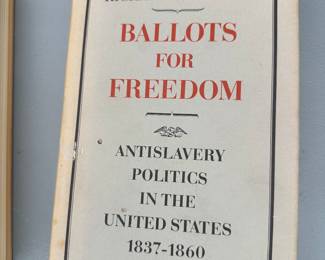 BALLOTS
FOR
FREEDOM
ANTISLAVERY
POLITICS
IN THE
UNITED STATES
1837-1860